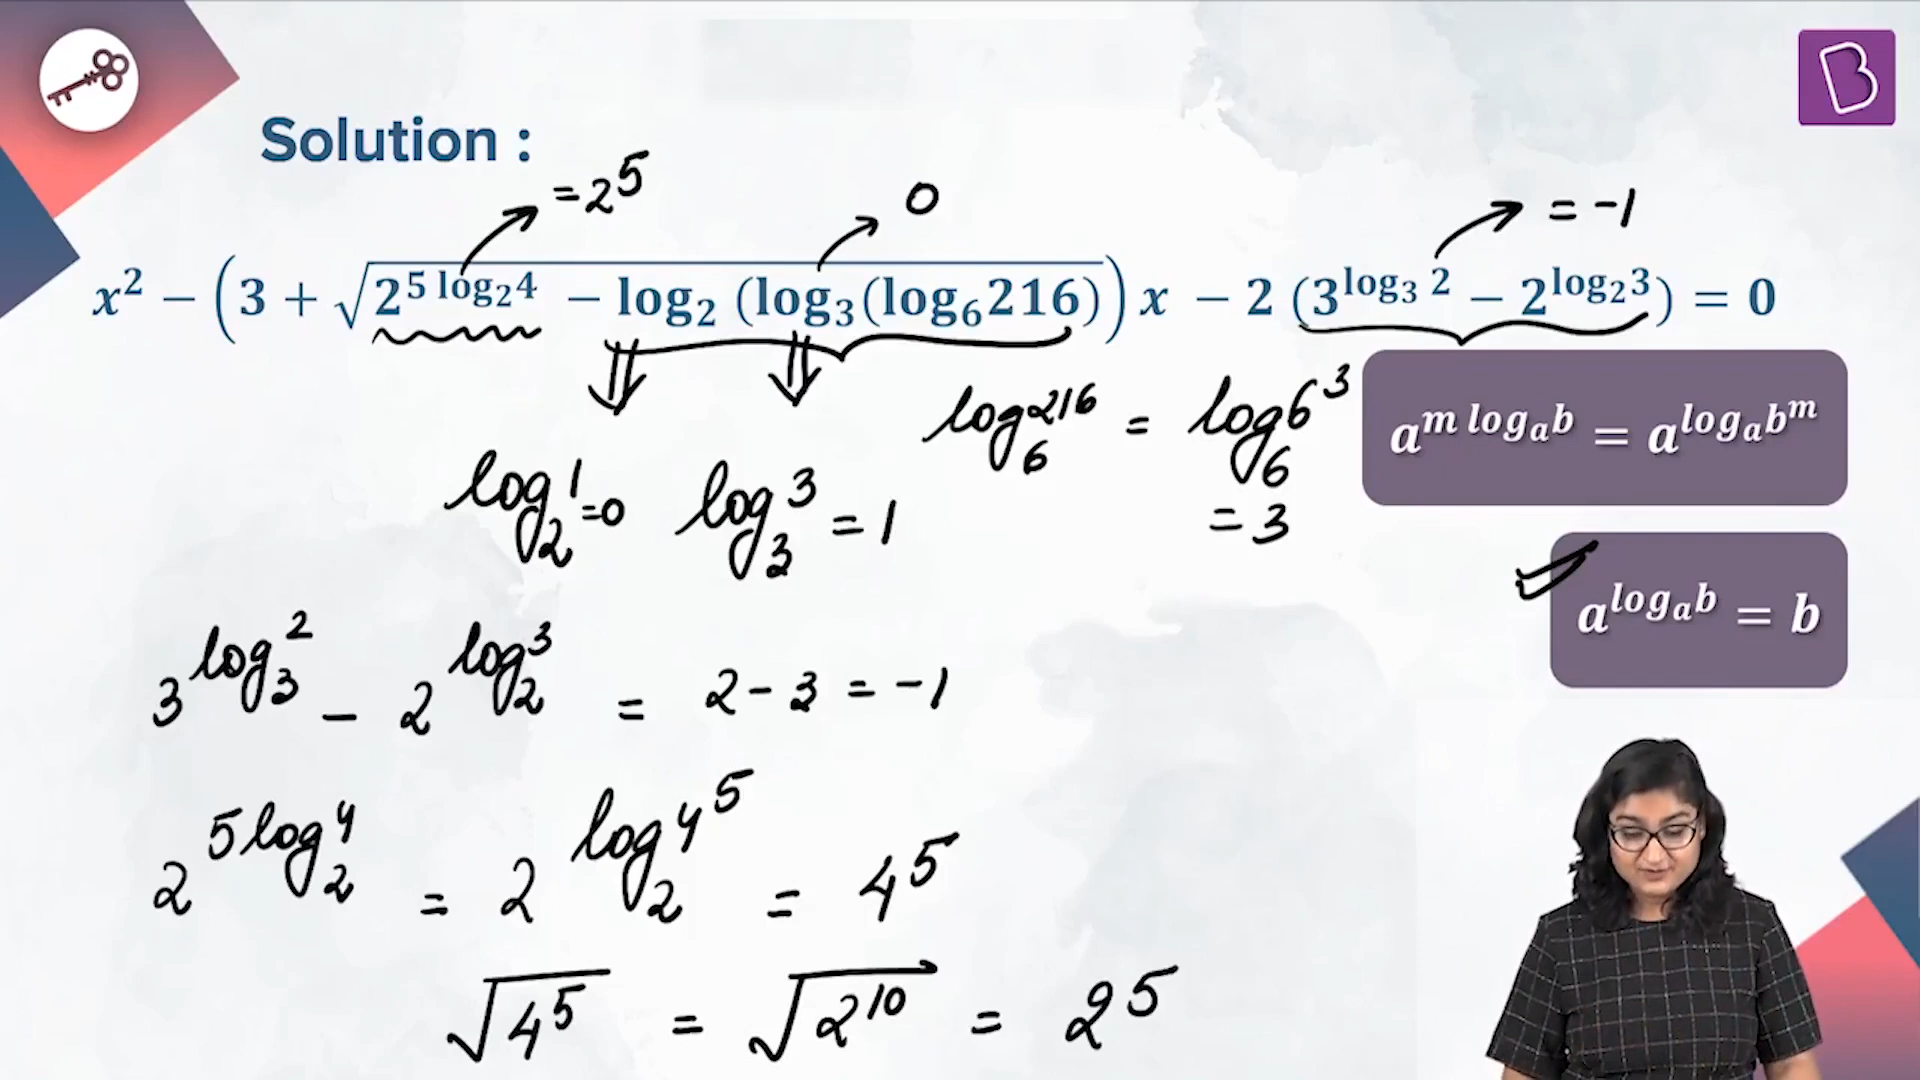 B
Solution :
= 2⁵
0
= -1
x² − (3 + √(2^(5 log₂4) − log₂ (log₃(log₆216)))x − 2 (3^(log₃ 2) − 2^(log₂3)) = 0
log₆216 = log₆6³
= 3
a^(m logₐb) = a^(logₐb^m)
log₂1 =0
log₃3 = 1
a^(logₐb) = b
3^(log₃2) − 2^(log₂3) = 2 - 3 = -1
2^(5log₂4) = 2^(log₂4⁵) = 4⁵
√4⁵ = √2¹⁰ = 2⁵